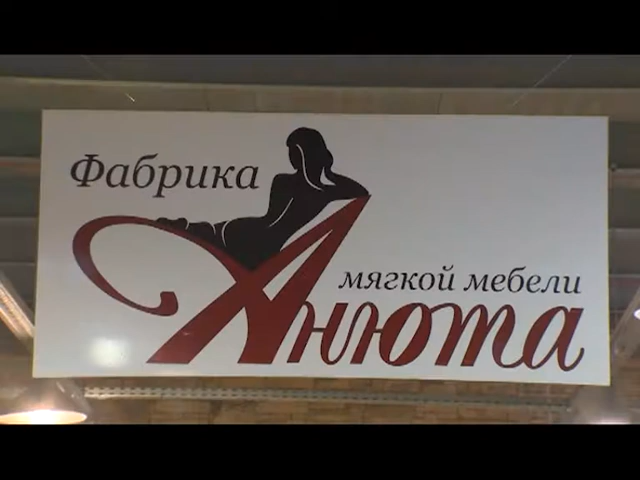 Фабрика
мягкой мебели
Анюта